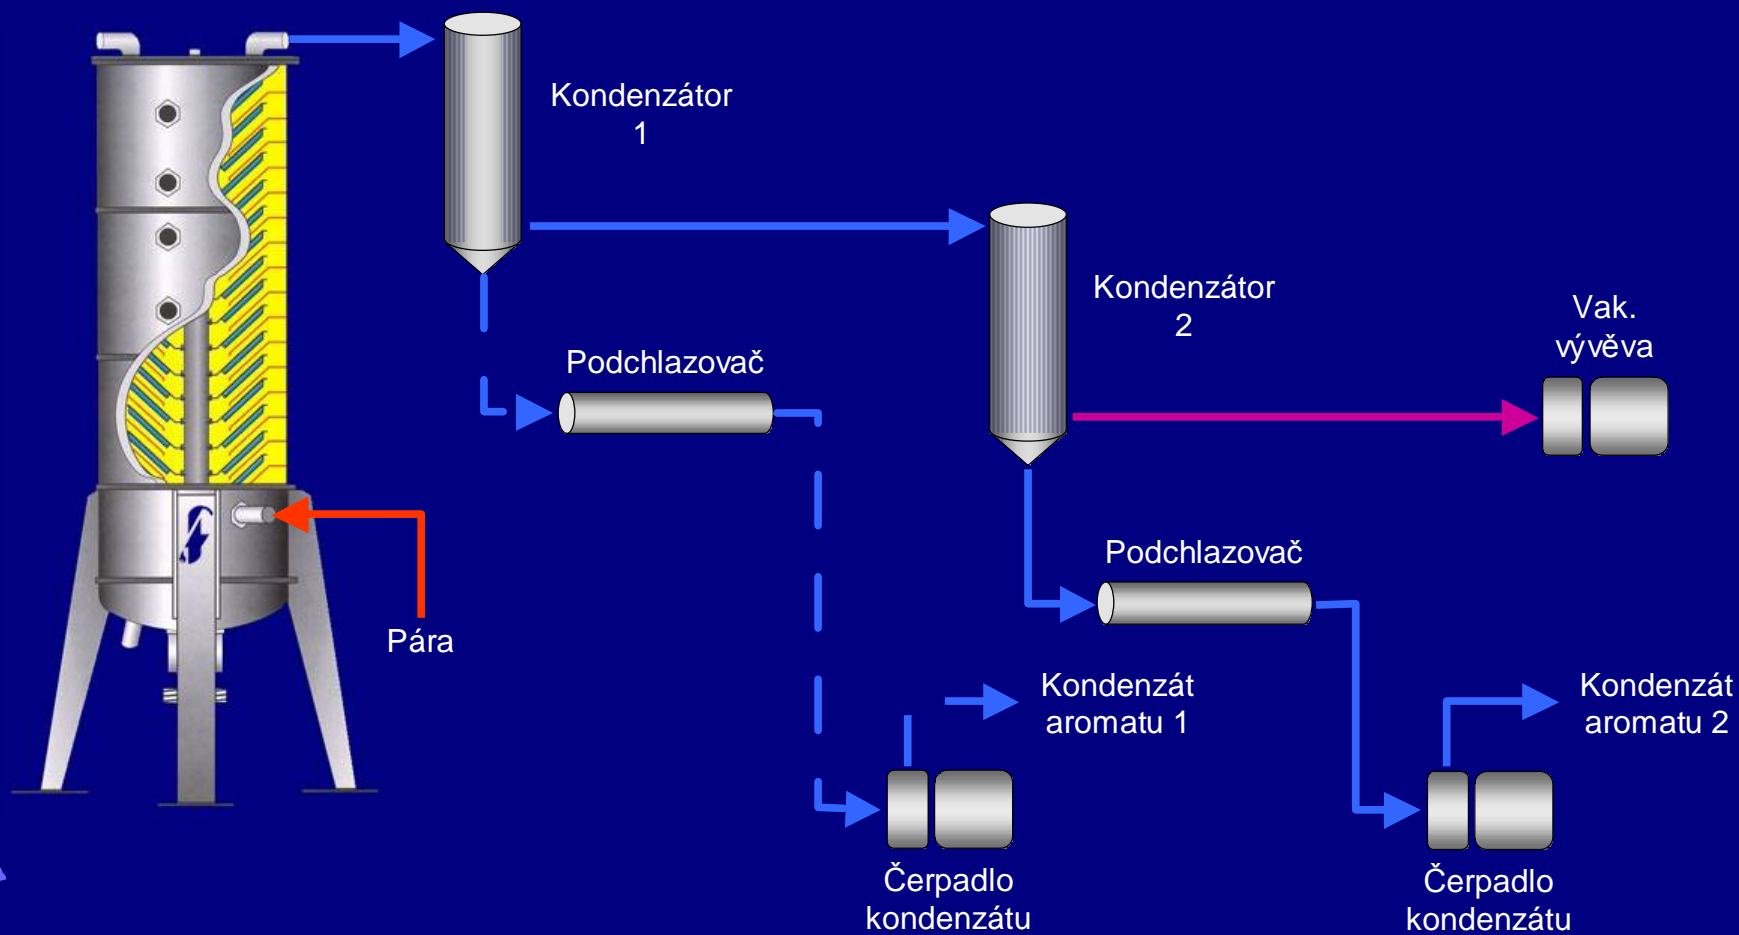 Kondenzátor
1
Kondenzátor
2
Vak.
vývěva
Podchlazovač
Podchlazovač
Pára
Kondenzát
aromatu 1
Kondenzát
aromatu 2
Čerpadlo
kondenzátu
Čerpadlo
kondenzátu